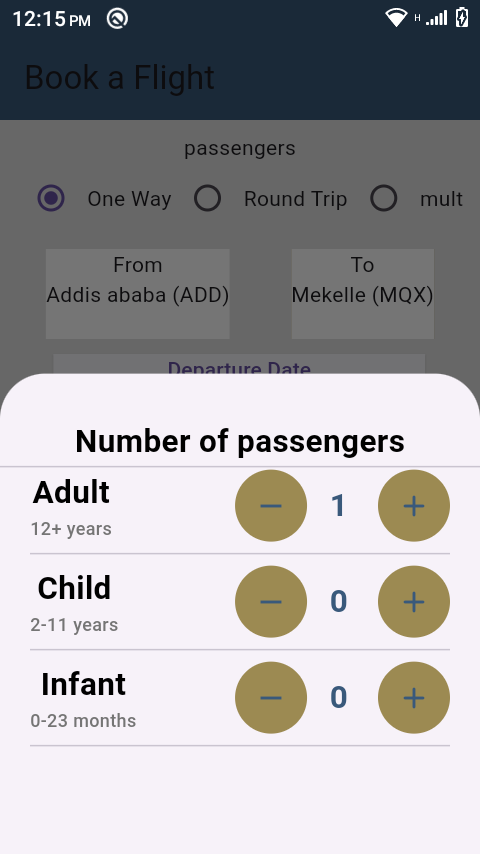 12:15 PM
H
Book a Flight
passengers
One Way Round Trip mult
From
Addis ababa (ADD)
To
Mekelle (MQX)
Departure Date
Number of passengers
Adult
12+ years
− 1 +
Child
2-11 years
− 0 +
Infant
0-23 months
− 0 +